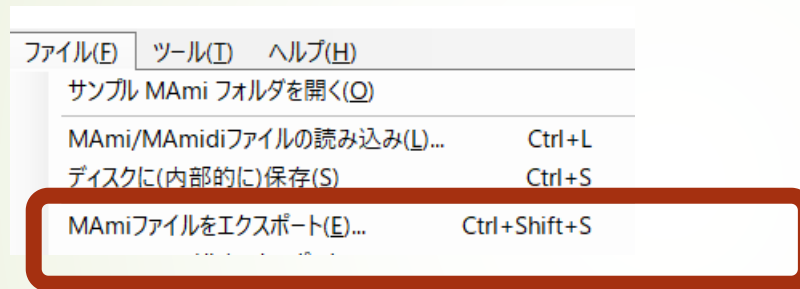 ファイル(F) ツール(T) ヘルプ(H)
サンプル MAmi フォルダを開く(O)
MAmi/MAmidiファイルの読み込み(L)... Ctrl+L
ディスクに(内部的に)保存(S) Ctrl+S
MAmiファイルをエクスポート(E)... Ctrl+Shift+S